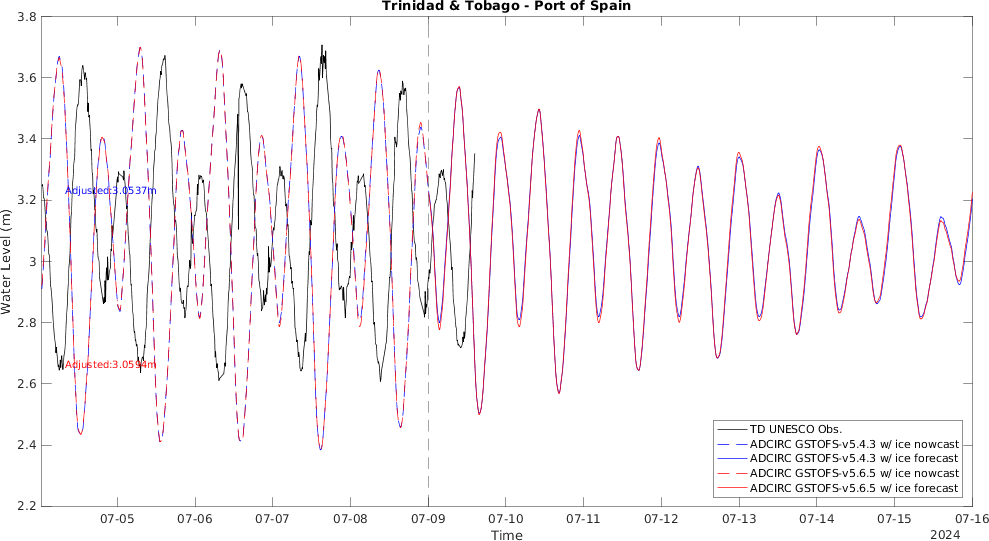 Trinidad & Tobago - Port of Spain
3.8
3.6
3.4
3.2
3
2.8
2.6
2.4
2.2
Water Level (m)
Adjusted:3.0537m
Adjusted:3.0594m
TD UNESCO Obs.
ADCIRC GSTOFS-v5.4.3 w/ ice nowcast
ADCIRC GSTOFS-v5.4.3 w/ ice forecast
ADCIRC GSTOFS-v5.6.5 w/ ice nowcast
ADCIRC GSTOFS-v5.6.5 w/ ice forecast
07-05 07-06 07-07 07-08 07-09 07-10 07-11 07-12 07-13 07-14 07-15 07-16
Time
2024